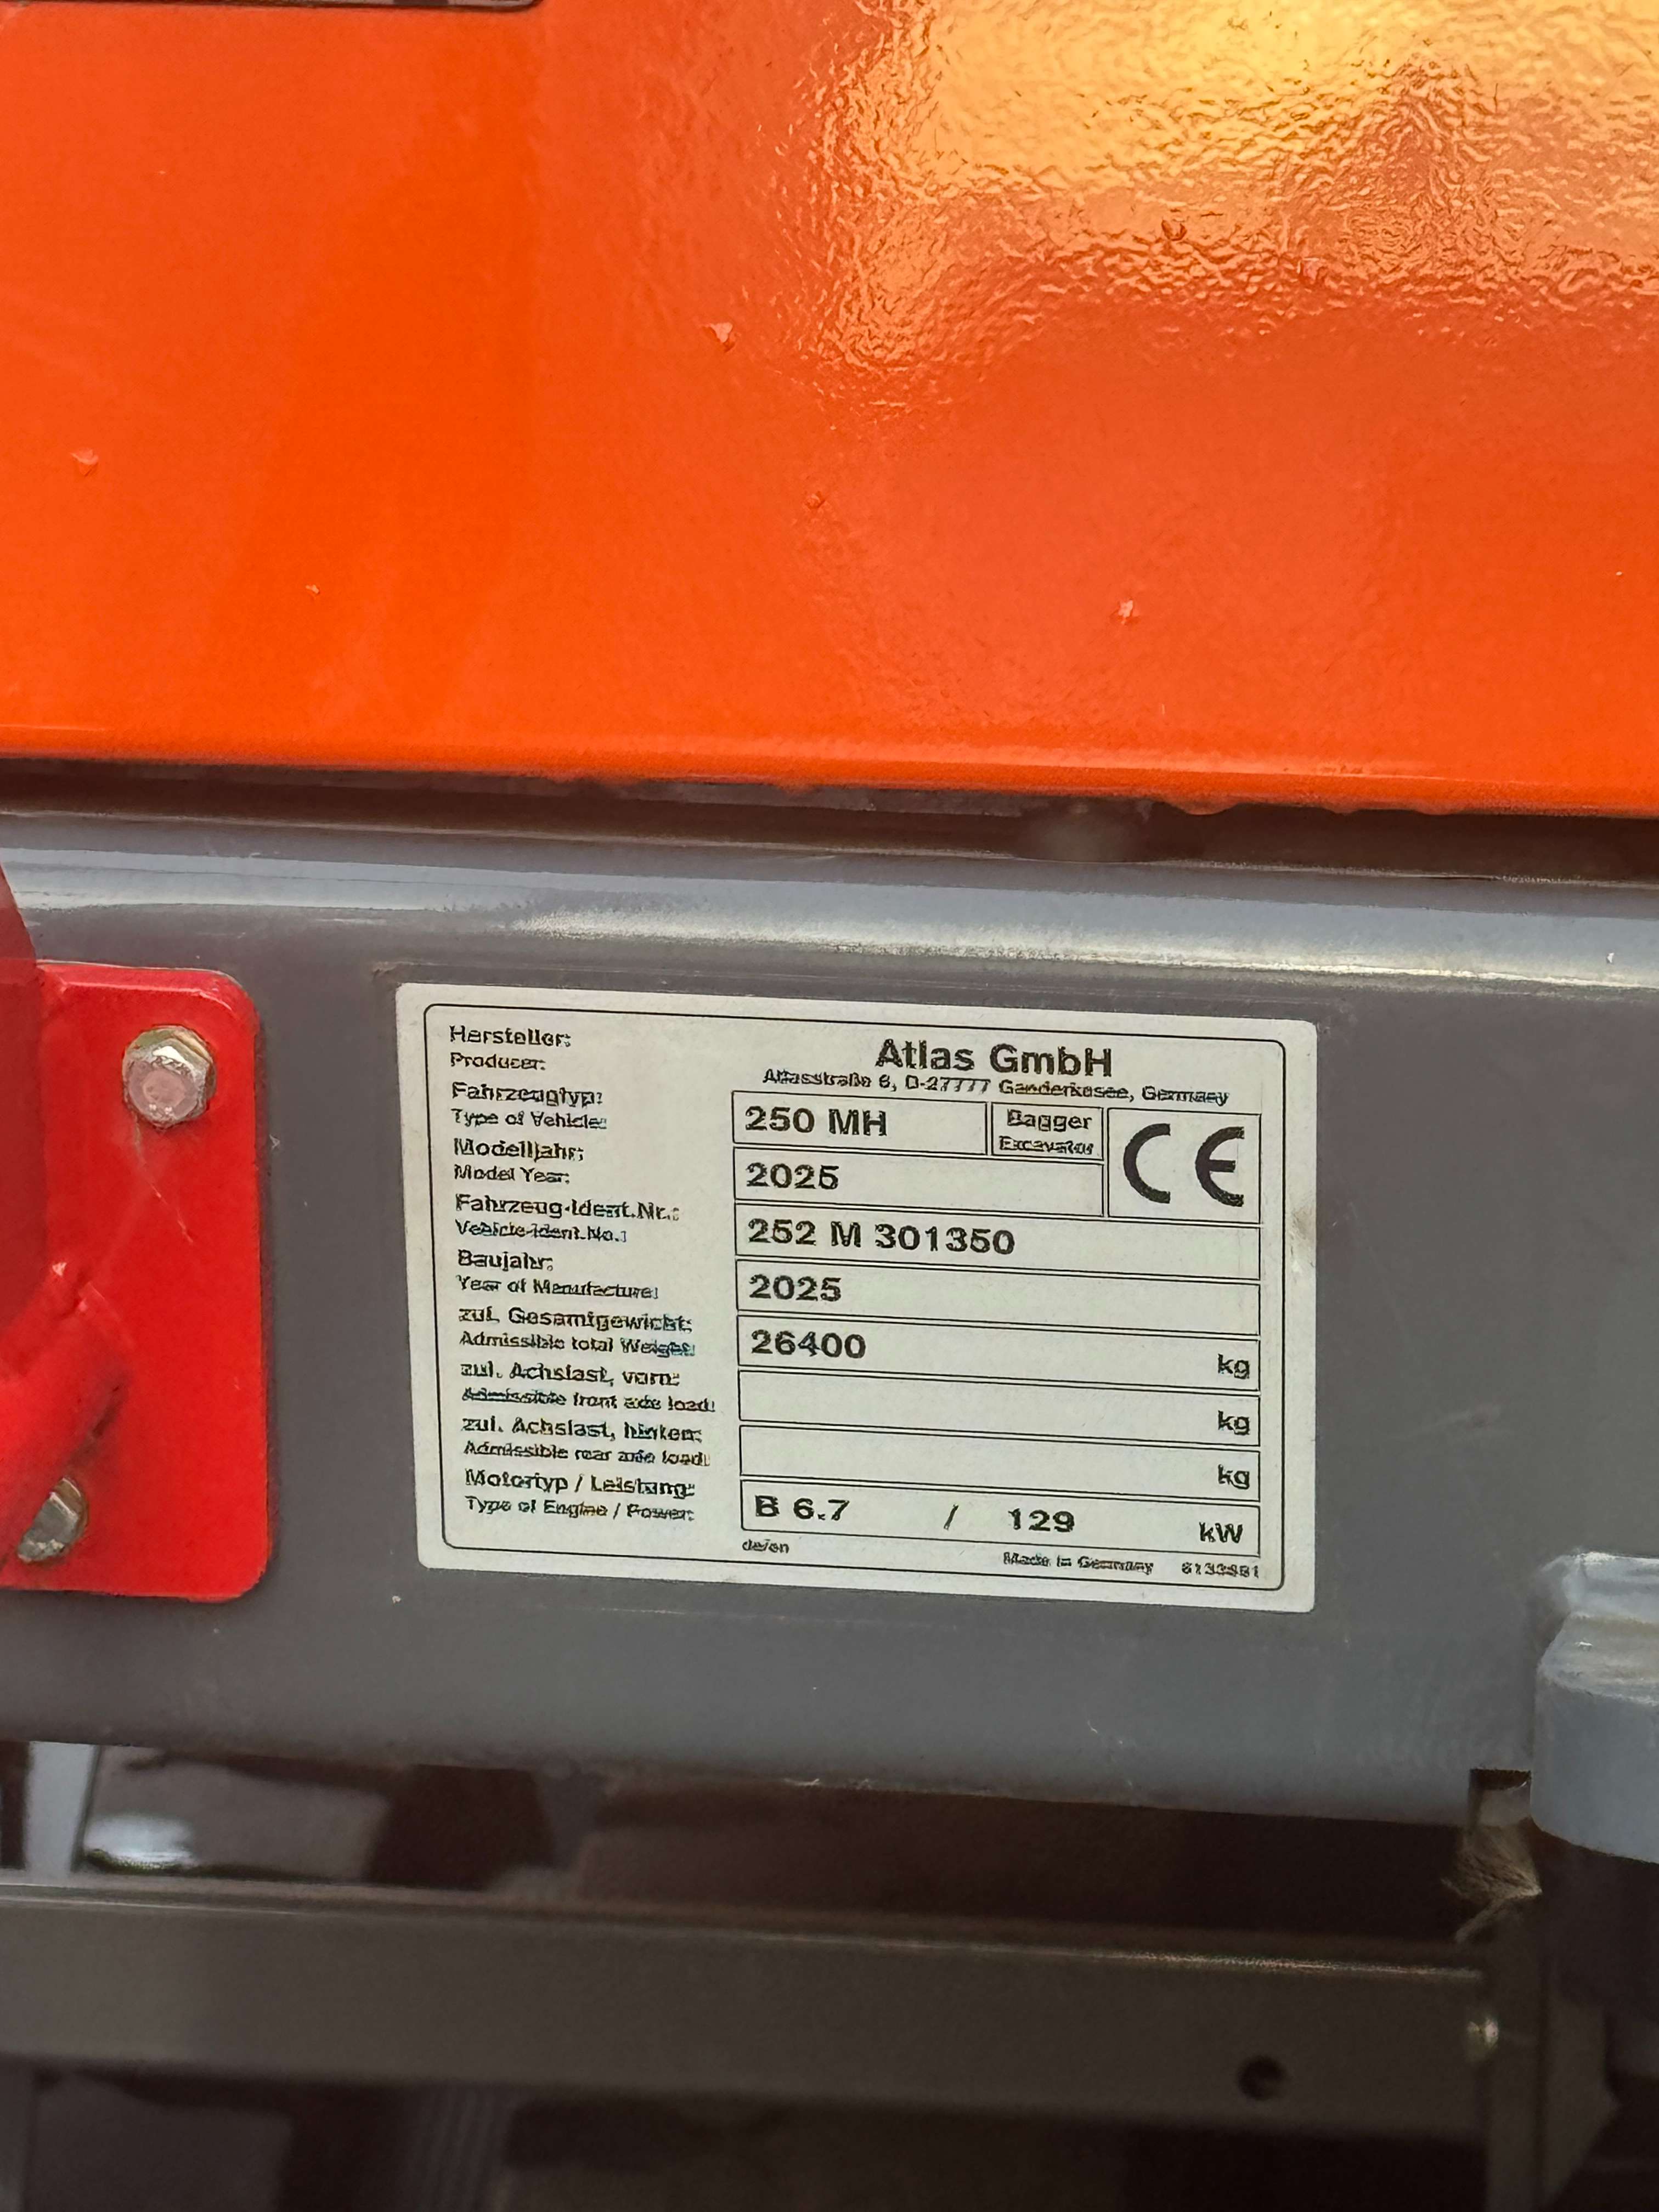 Hersteller:
Producer:
Atlas GmbH
Atlasstraße 6, D-27777 Ganderkesee, Germany
Fahrzeugtyp:
Type of Vehicle:
250 MH
Bagger
Excavator
CE
Modelljahr:
Model Year:
2025
Fahrzeug-Ident.Nr.:
Vehicle-Ident.No.:
252 M 301350
Baujahr:
Year of Manufacture:
2025
zul. Gesamtgewicht:
Admissible total Weight:
26400 kg
zul. Achslast, vorn:
Admissible front axle load:
kg
zul. Achslast, hinten:
Admissible rear axle load:
kg
Motortyp / Leistung:
Type of Engine / Power:
B 6.7 / 129 kW
de/en
Made in Germany